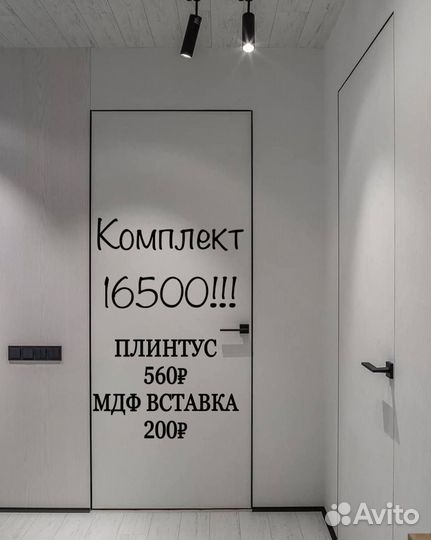 Комплект
16500!!!
ПЛИНТУС
560₽
МДФ ВСТАВКА
200₽
Avito